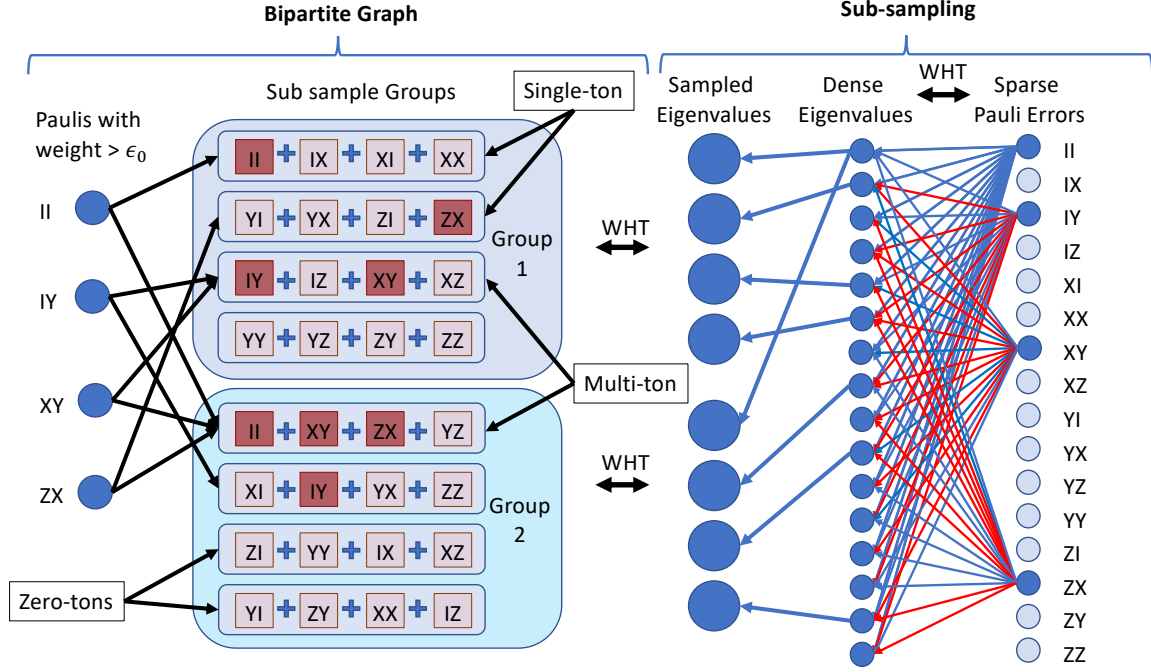 Bipartite Graph
Sub-sampling
Sub sample Groups
Single-ton
Paulis with
weight > ϵ₀
II
IY
XY
ZX
Zero-tons
II + IX + XI + XX
YI + YX + ZI + ZX
IY + IZ + XY + XZ
YY + YZ + ZY + ZZ
Group
1
Multi-ton
II + XY + ZX + YZ
XI + IY + YX + ZZ
ZI + YY + IX + XZ
YI + ZY + XX + IZ
Group
2
WHT
WHT
Sampled
Eigenvalues
Dense
Eigenvalues
WHT
Sparse
Pauli Errors
II
IX
IY
IZ
XI
XX
XY
XZ
YI
YX
YZ
YY
ZI
ZX
ZY
ZZ